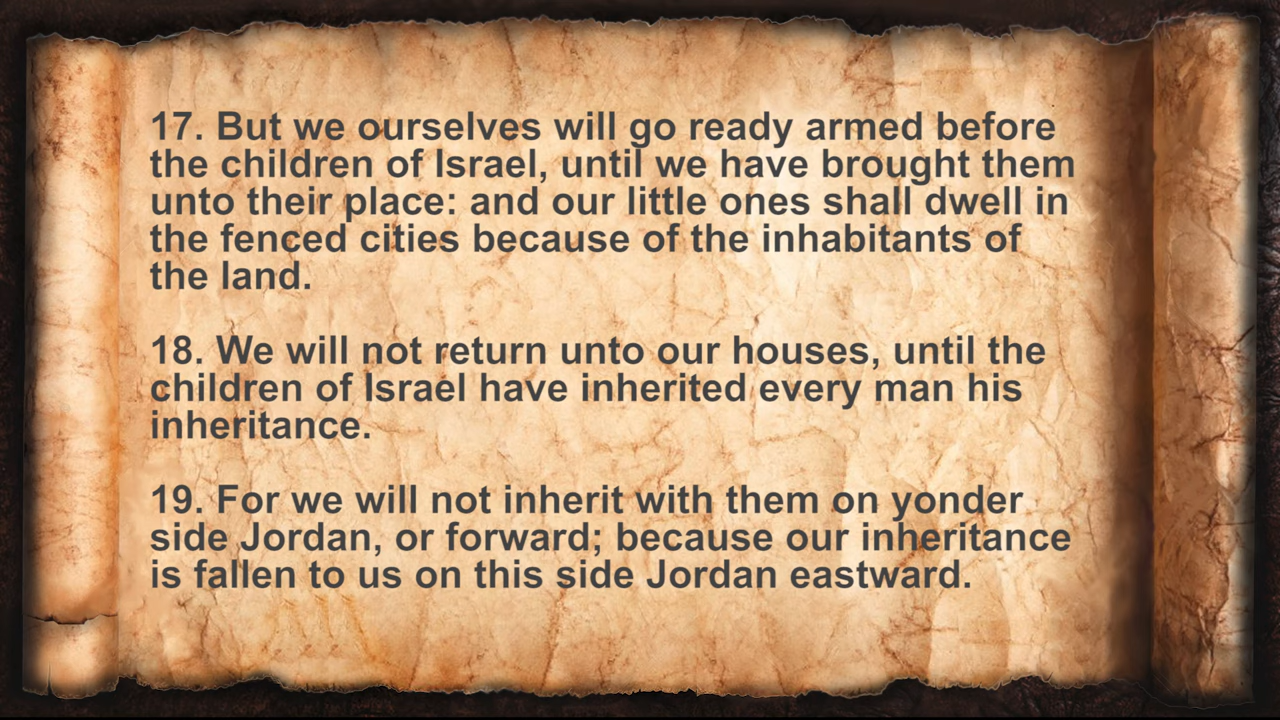 17. But we ourselves will go ready armed before
the children of Israel, until we have brought them
unto their place: and our little ones shall dwell in
the fenced cities because of the inhabitants of
the land.
18. We will not return unto our houses, until the
children of Israel have inherited every man his
inheritance.
19. For we will not inherit with them on yonder
side Jordan, or forward; because our inheritance
is fallen to us on this side Jordan eastward.